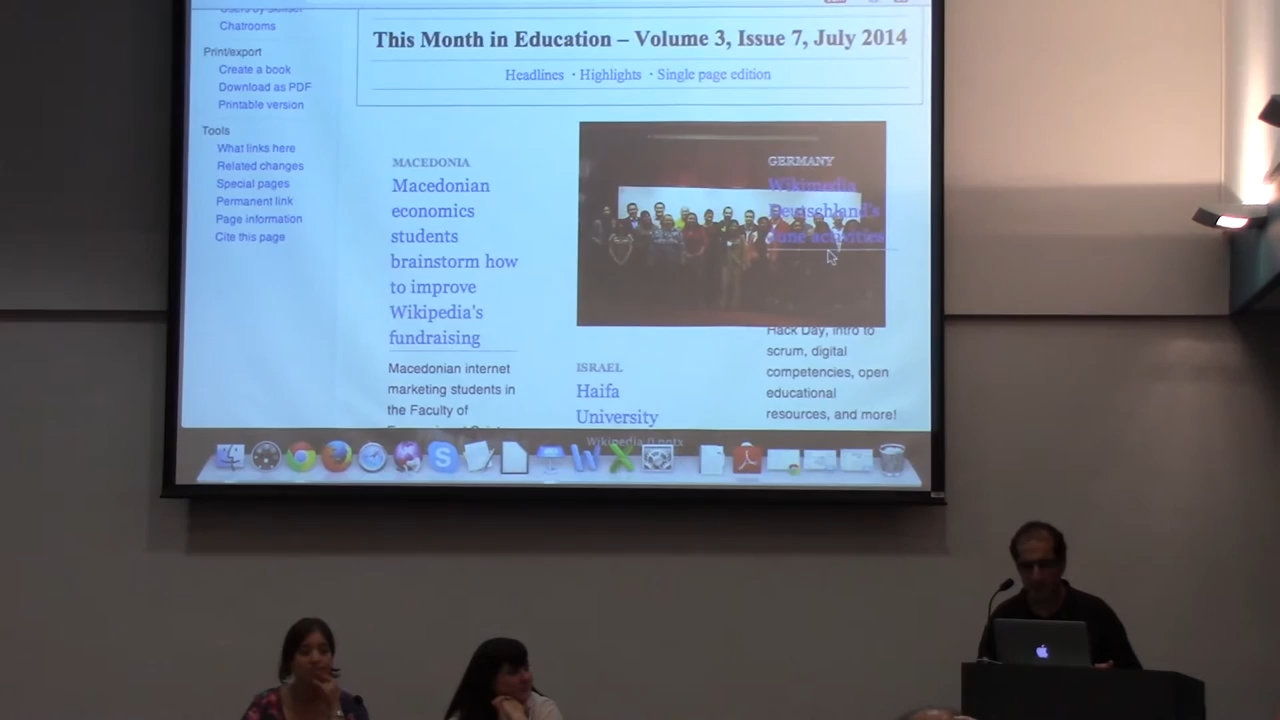 Users by skillset
Chatrooms
Print/export
Create a book
Download as PDF
Printable version
Tools
What links here
Related changes
Special pages
Permanent link
Page information
Cite this page
This Month in Education – Volume 3, Issue 7, July 2014
Headlines · Highlights · Single page edition
MACEDONIA
Macedonian
economics
students
brainstorm how
to improve
Wikipedia's
fundraising
Macedonian internet
marketing students in
the Faculty of
ISRAEL
Haifa
University
GERMANY
Wikimedia
Deutschland's
June activities
Hack Day, intro to
scrum, digital
competencies, open
educational
resources, and more!